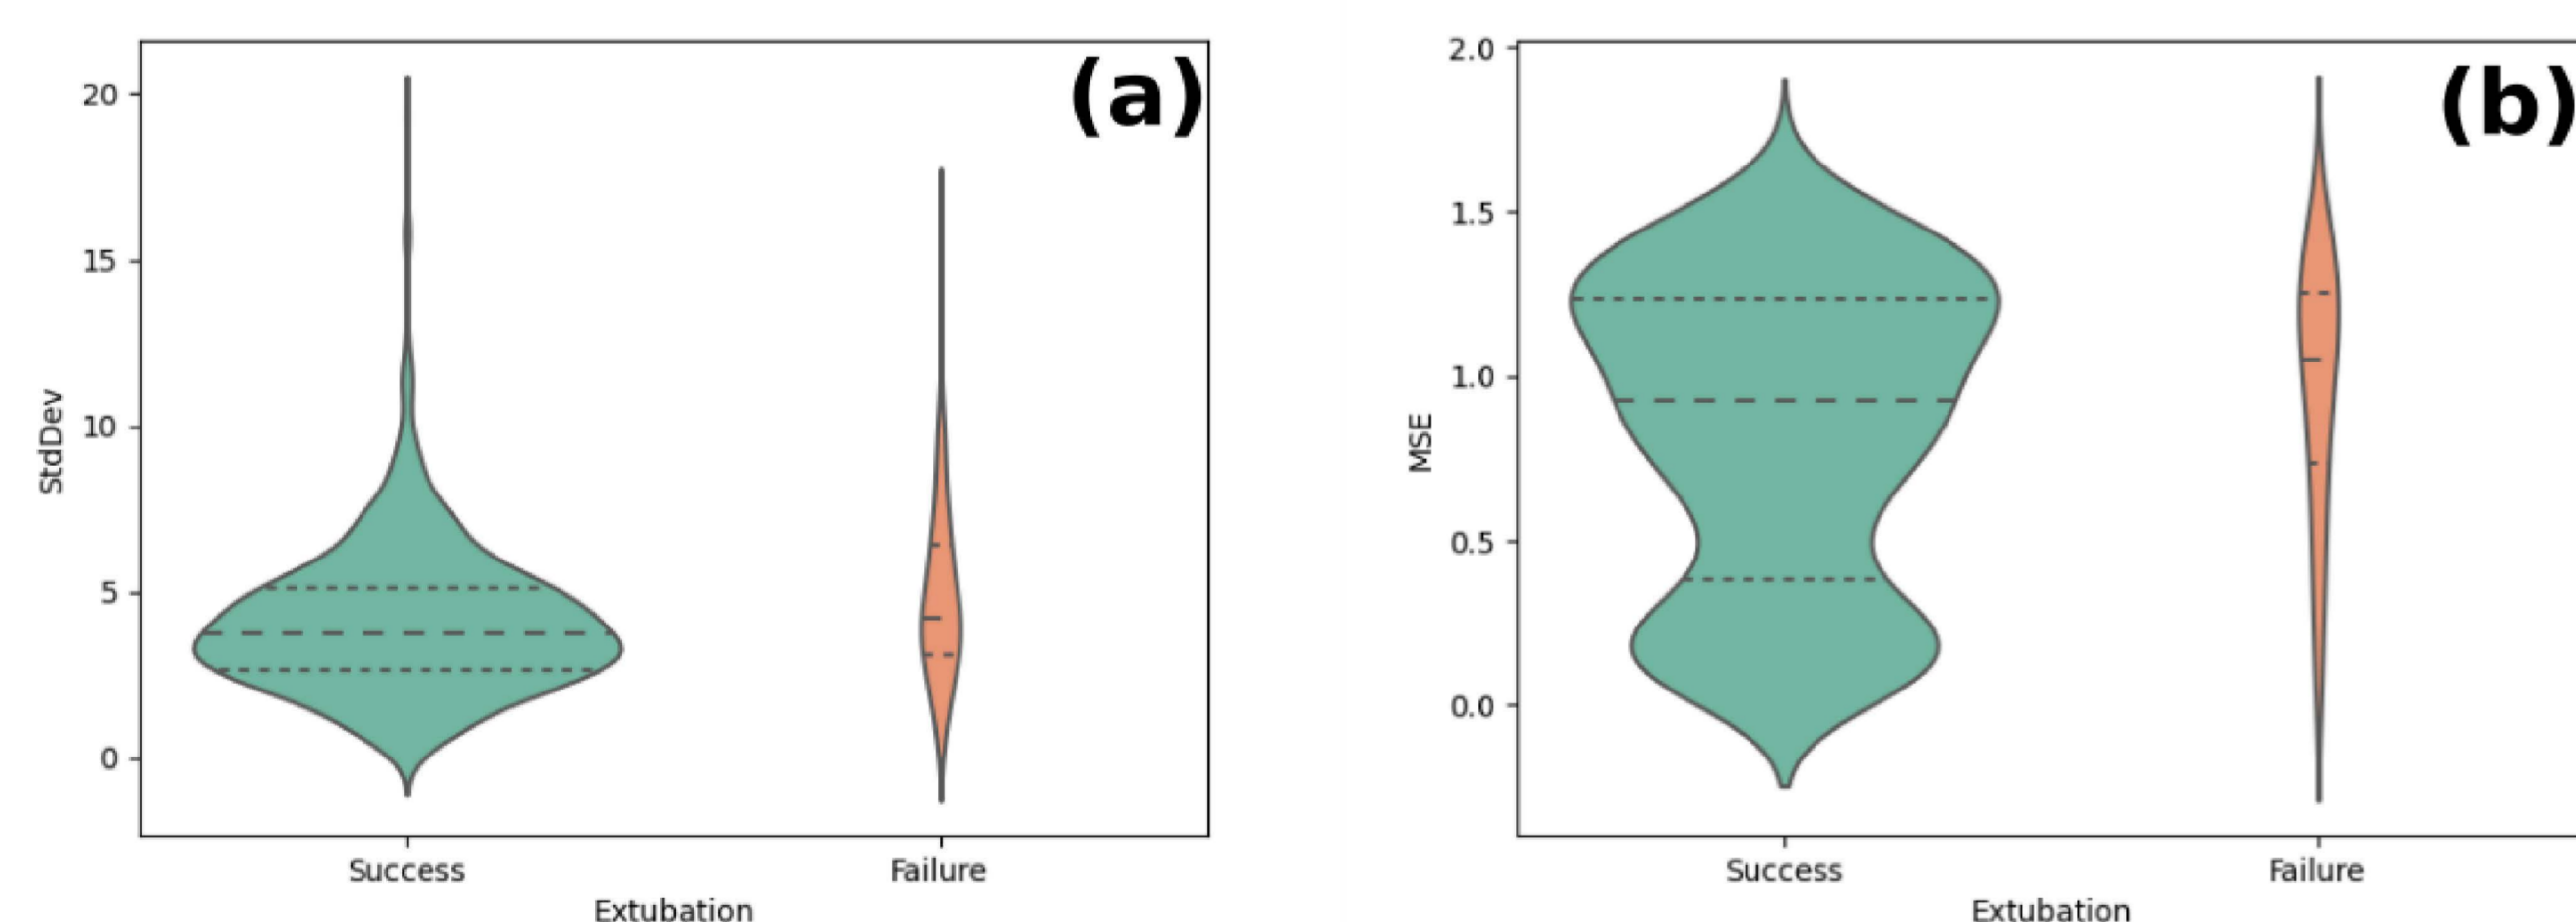 (a)
20
15
10
5
0
StdDev
Success
Failure
Extubation
(b)
2.0
1.5
1.0
0.5
0.0
MSE
Success
Failure
Extubation